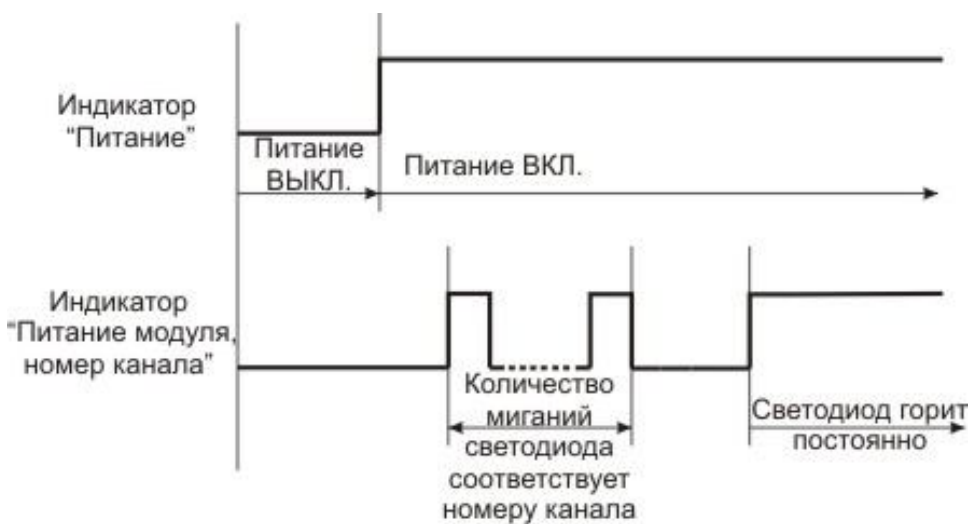 Индикатор
“Питание”
Питание
ВЫКЛ.
Питание ВКЛ.
Индикатор
“Питание модуля,
номер канала”
Количество
миганий
светодиода
соответствует
номеру канала
Светодиод горит
постоянно